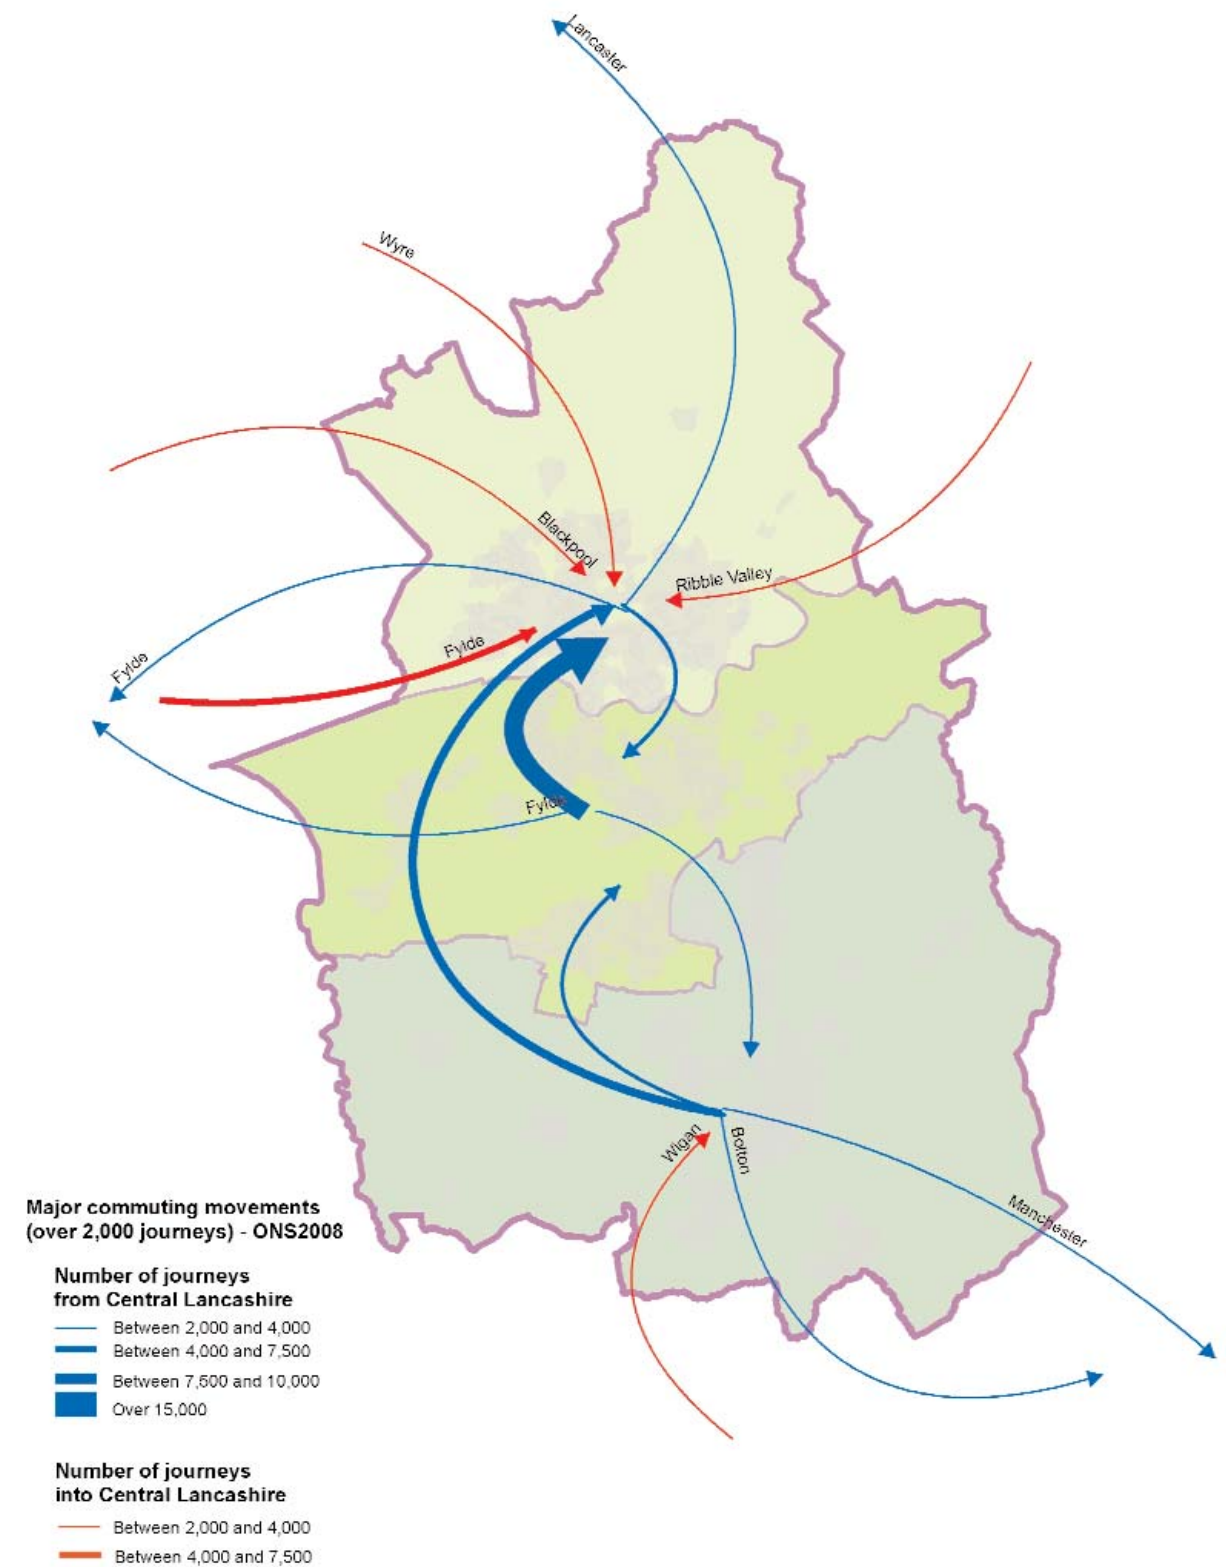 Lancaster
Wyre
Blackpool
Ribble Valley
Fylde
Fylde
Fylde
Wigan
Bolton
Manchester
Major commuting movements
(over 2,000 journeys) - ONS2008
Number of journeys
from Central Lancashire
Between 2,000 and 4,000
Between 4,000 and 7,500
Between 7,500 and 10,000
Over 15,000
Number of journeys
into Central Lancashire
Between 2,000 and 4,000
Between 4,000 and 7,500